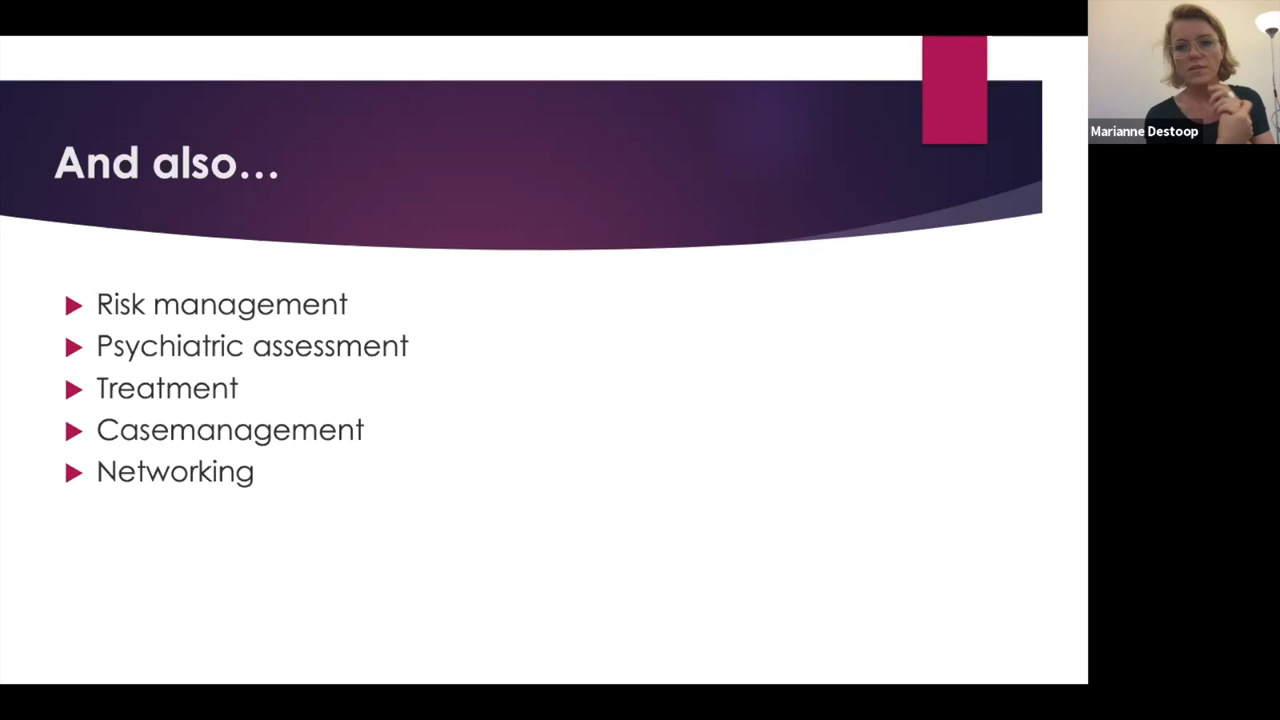 And also...
Risk management
Psychiatric assessment
Treatment
Casemanagement
Networking
Marianne Destoop